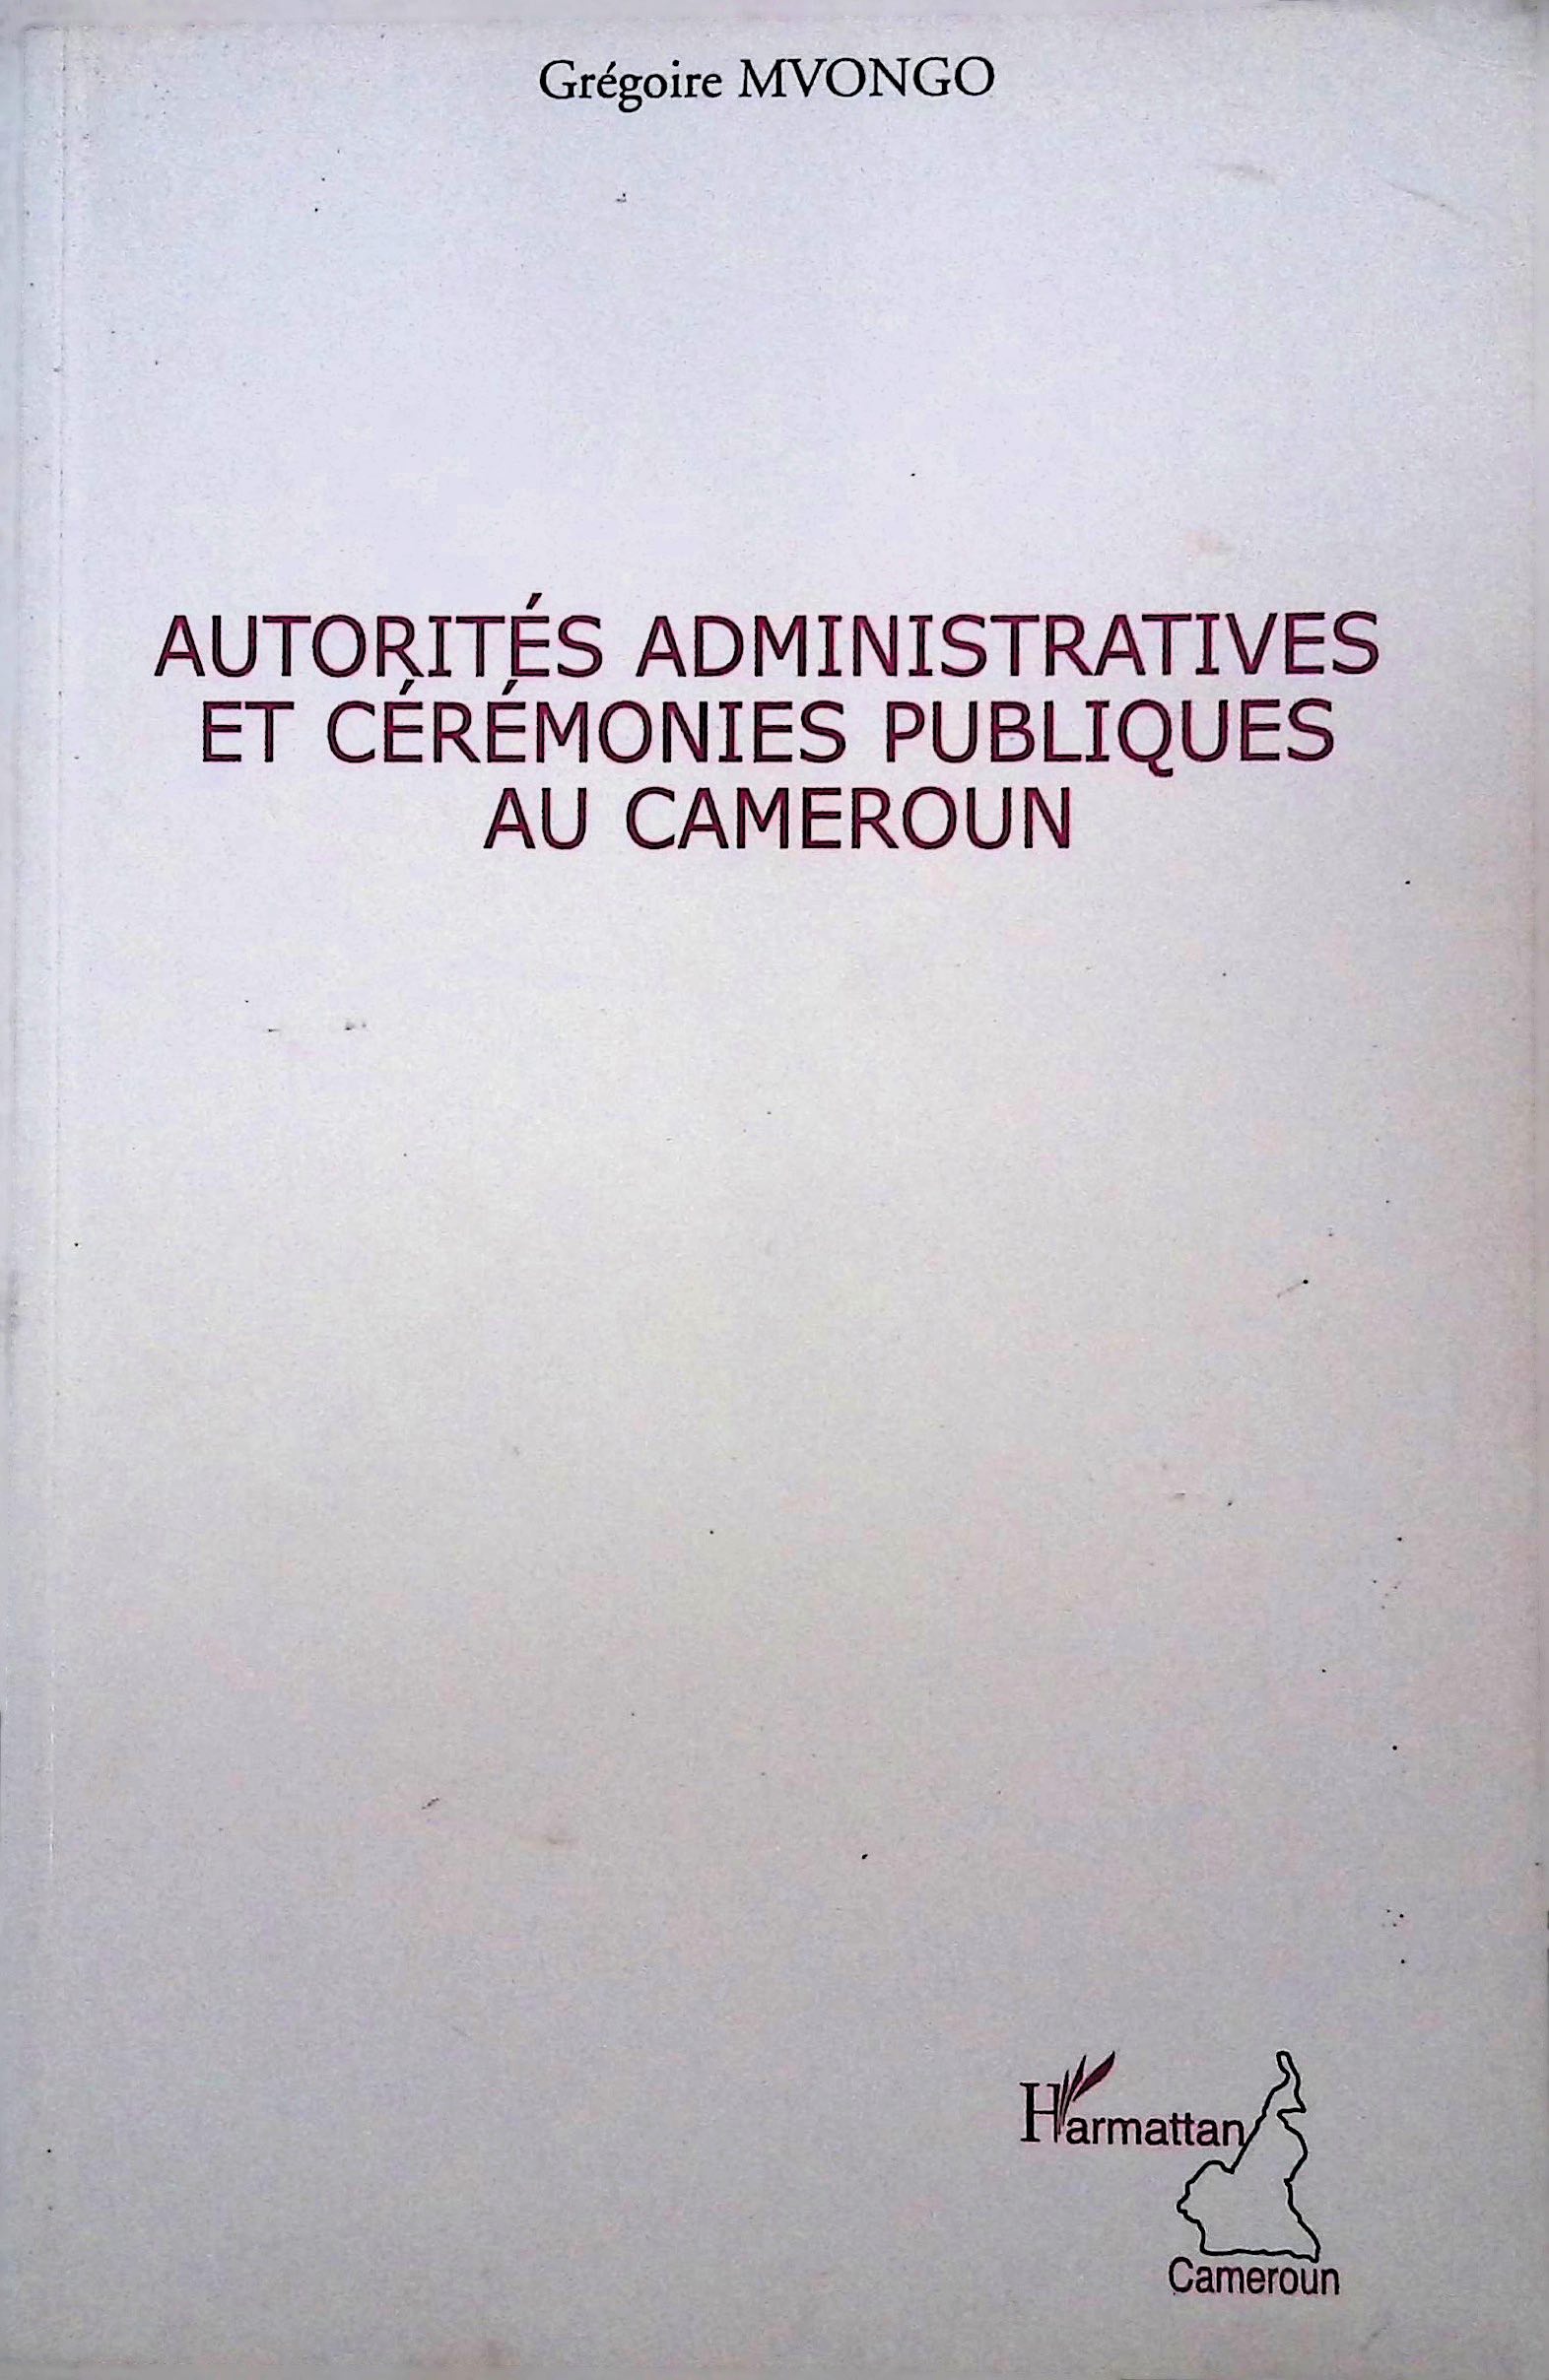 Grégoire MVONGO
AUTORITÉS ADMINISTRATIVES
ET CÉRÉMONIES PUBLIQUES
AU CAMEROUN
Harmattan
Cameroun